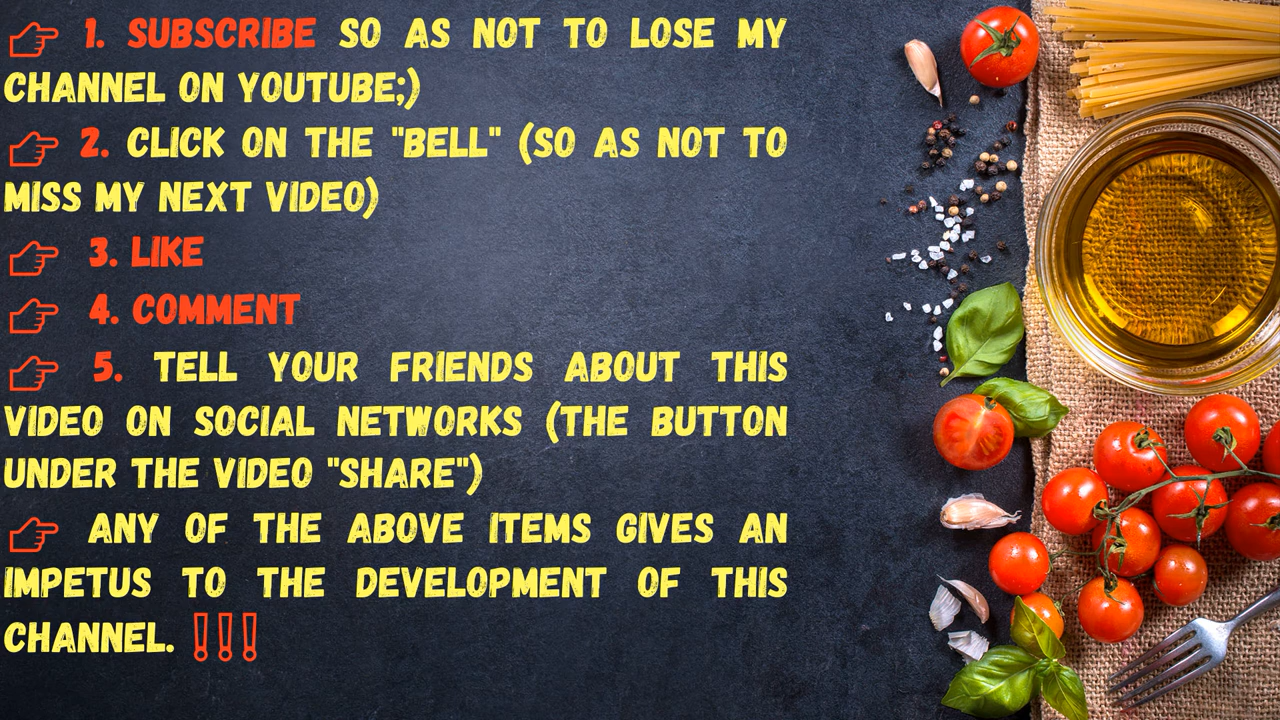 👉 1. SUBSCRIBE SO AS NOT TO LOSE MY
CHANNEL ON YOUTUBE;)
👉 2. CLICK ON THE "BELL" (SO AS NOT TO
MISS MY NEXT VIDEO)
👉 3. LIKE
👉 4. COMMENT
👉 5. TELL YOUR FRIENDS ABOUT THIS
VIDEO ON SOCIAL NETWORKS (THE BUTTON
UNDER THE VIDEO "SHARE")
👉 ANY OF THE ABOVE ITEMS GIVES AN
IMPETUS TO THE DEVELOPMENT OF THIS
CHANNEL. ❗❗❗